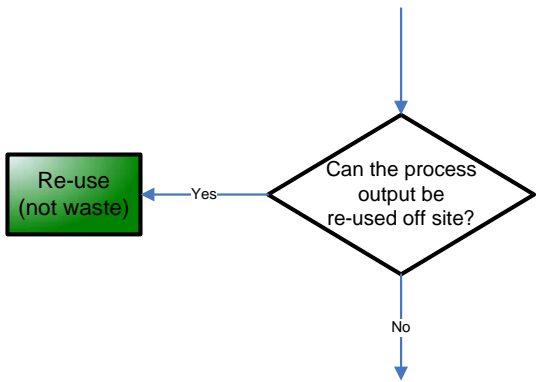 Can the process
output be
re-used off site?
Yes
Re-use
(not waste)
No